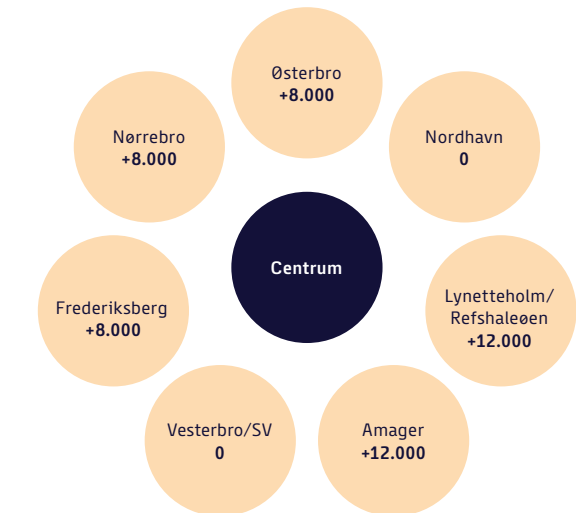 Østerbro
+8.000
Nørrebro
+8.000
Nordhavn
0
Centrum
Frederiksberg
+8.000
Lynetteholm/
Refshaleøen
+12.000
Vesterbro/SV
0
Amager
+12.000